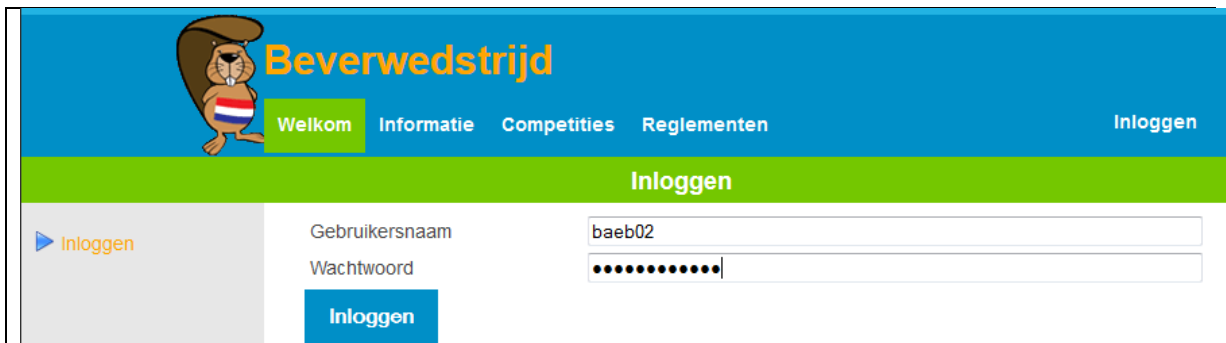 Beverwedstrijd
Welkom Informatie Competities Reglementen Inloggen
Inloggen
Inloggen
Gebruikersnaam baeb02
Wachtwoord ••••••••••••
Inloggen